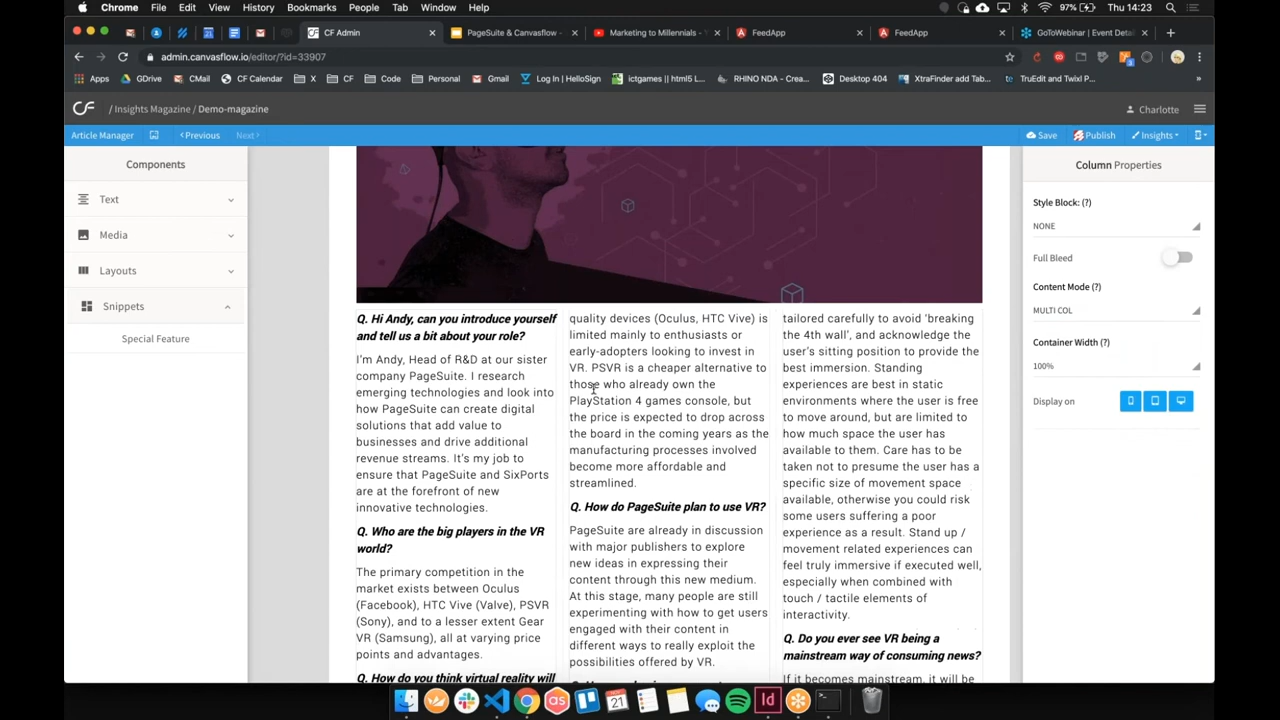 Chrome File Edit View History Bookmarks People Tab Window Help 97% Thu 14:23
CF Admin PageSuite & Canvasflow - Marketing to Millennials - FeedApp FeedApp GoToWebinar | Event Detail
admin.canvasflow.io/editor/?id=33907
Apps GDrive CMail CF Calendar X CF Code Personal Gmail Log In | HelloSign ictgames || html5 L... RHINO NDA - Crea... Desktop 404 XtraFinder add Tab... TruEdit and Twixl P... »
CF / Insights Magazine / Demo-magazine Charlotte
Article Manager <Previous Next> Save Publish Insights
Components
Text
Media
Layouts
Snippets
Special Feature
Q. Hi Andy, can you introduce yourself
and tell us a bit about your role?
I'm Andy, Head of R&D at our sister
company PageSuite. I research
emerging technologies and look into
how PageSuite can create digital
solutions that add value to
businesses and drive additional
revenue streams. It's my job to
ensure that PageSuite and SixPorts
are at the forefront of new
innovative technologies.
Q. Who are the big players in the VR
world?
The primary competition in the
market exists between Oculus
(Facebook), HTC Vive (Valve), PSVR
(Sony), and to a lesser extent Gear
VR (Samsung), all at varying price
points and advantages.
Q. How do you think virtual reality will
quality devices (Oculus, HTC Vive) is
limited mainly to enthusiasts or
early-adopters looking to invest in
VR. PSVR is a cheaper alternative to
those who already own the
PlayStation 4 games console, but
the price is expected to drop across
the board in the coming years as the
manufacturing processes involved
become more affordable and
streamlined.
Q. How do PageSuite plan to use VR?
PageSuite are already in discussion
with major publishers to explore
new ideas in expressing their
content through this new medium.
At this stage, many people are still
experimenting with how to get users
engaged with their content in
different ways to really exploit the
possibilities offered by VR.
tailored carefully to avoid 'breaking
the 4th wall', and acknowledge the
user's sitting position to provide the
best immersion. Standing
experiences are best in static
environments where the user is free
to move around, but are limited to
how much space the user has
available to them. Care has to be
taken not to presume the user has a
specific size of movement space
available, otherwise you could risk
some users suffering a poor
experience as a result. Stand up /
movement related experiences can
feel truly immersive if executed well,
especially when combined with
touch / tactile elements of
interactivity.
Q. Do you ever see VR being a
mainstream way of consuming news?
If it becomes mainstream, it will be
Column Properties
Style Block: (?)
NONE
Full Bleed
Content Mode (?)
MULTI COL
Container Width (?)
100%
Display on